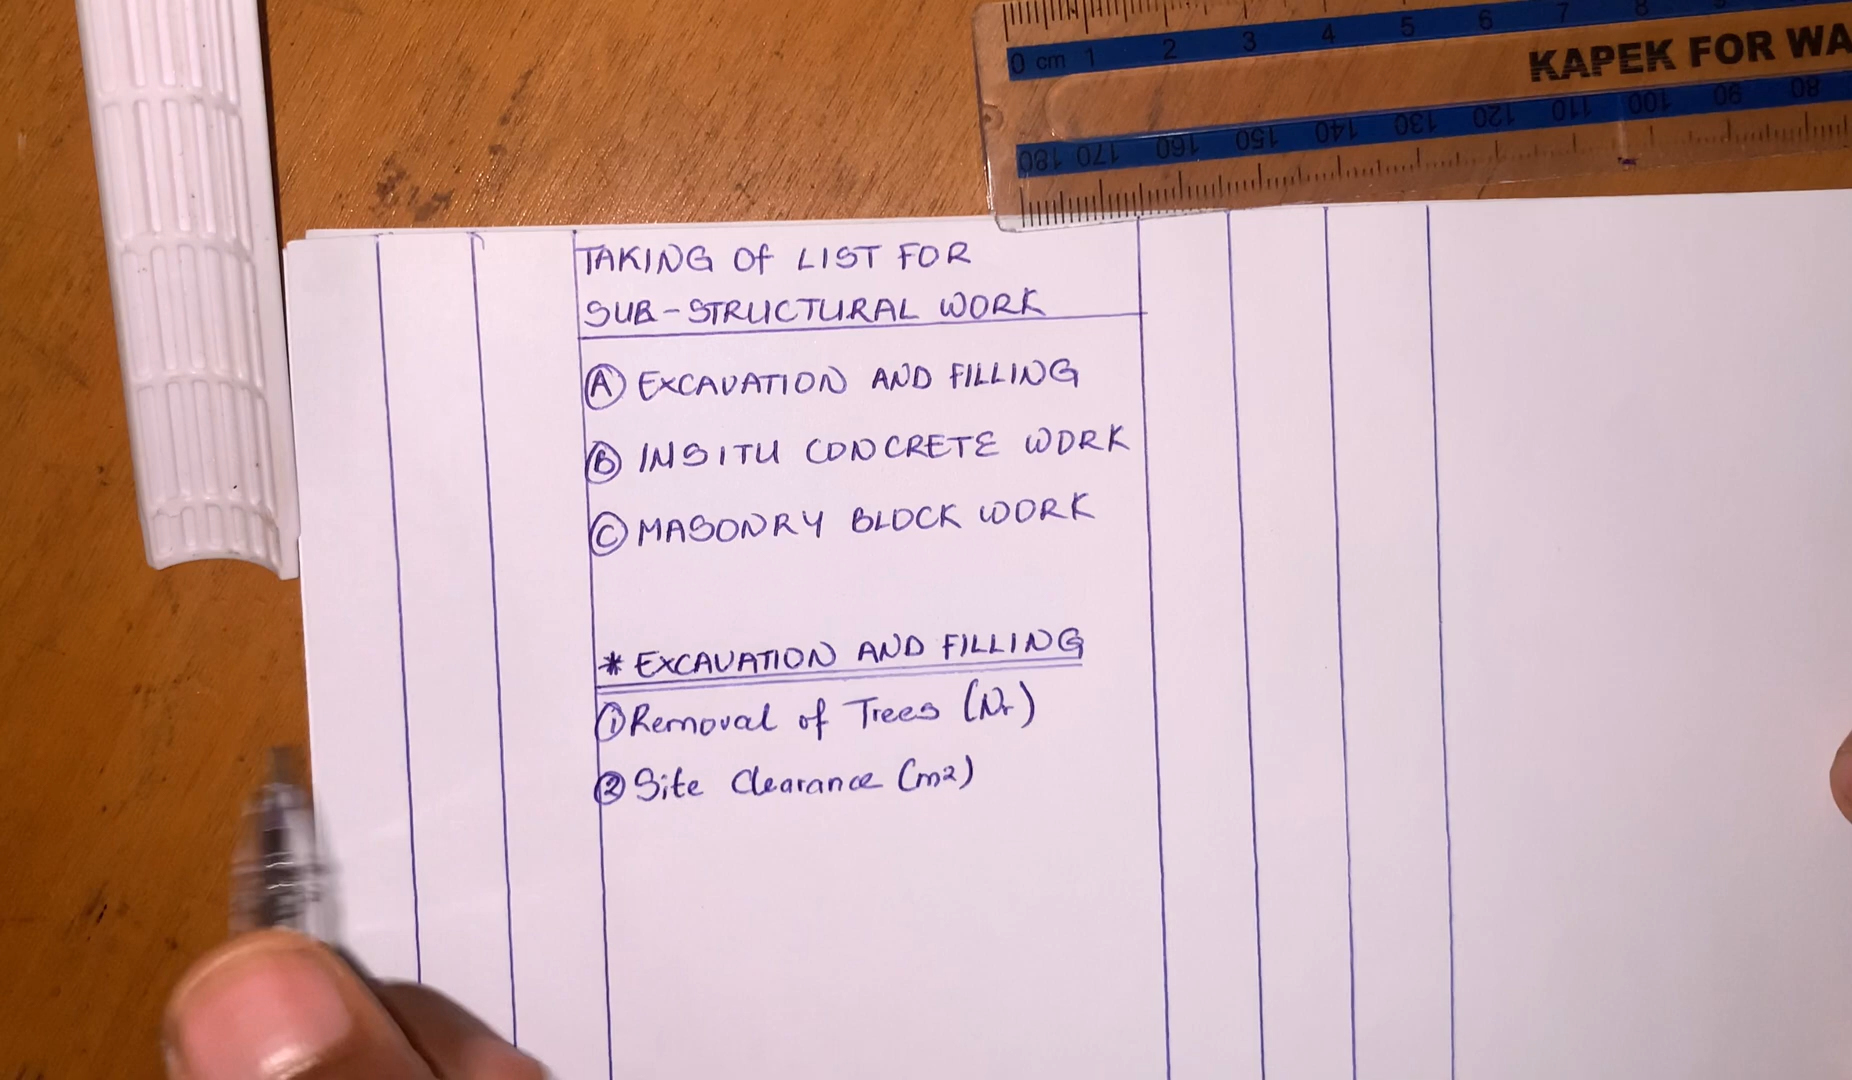 0 cm 1 2 3 4 5 6 7 8 9
KAPEK FOR WA
180 170 160 150 140 130 120 110 100 90 80
TAKING Of LIST FOR
SUB-STRUCTURAL WORK
A EXCAVATION AND FILLING
B INSITU CONCRETE WORK
C MASONRY BLOCK WORK
* EXCAVATION AND FILLING
1 Removal of Trees (Nr)
2 Site Clearance (m2)